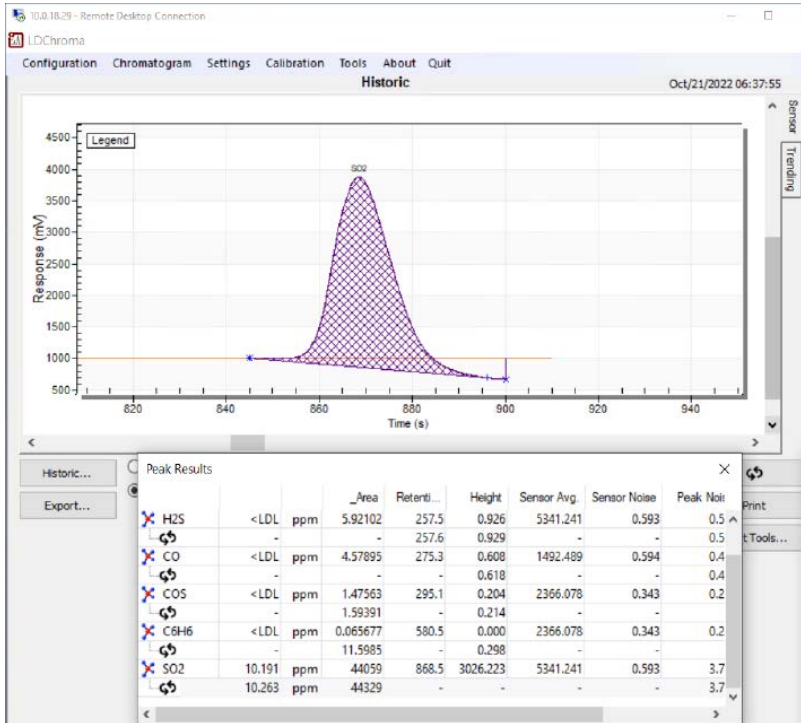 10.0.18.29 - Remote Desktop Connection
LDChroma
Configuration Chromatogram Settings Calibration Tools About Quit
Historic Oct/21/2022 06:37:55
Sensor
Trending
Legend
SO2
Response (mV)
4500
4000
3500
3000
2500
2000
1500
1000
500
820 840 860 880 900 920 940
Time (s)
Historic...
Export...
Print
t Tools...
Peak Results
_Area Retenti... Height Sensor Avg. Sensor Noise Peak Nois
H2S <LDL ppm 5.92102 257.5 0.926 5341.241 0.593 0.5
- - 257.6 0.929 - - 0.5
CO <LDL ppm 4.57895 275.3 0.608 1492.489 0.594 0.4
- - - 0.618 - - 0.4
COS <LDL ppm 1.47563 295.1 0.204 2366.078 0.343 0.2
- 1.59391 - 0.214 - - 0.2
C6H6 <LDL ppm 0.065677 580.5 0.000 2366.078 0.343 0.2
- 11.5985 - 0.298 - - 0.2
SO2 10.191 ppm 44059 868.5 3026.223 5341.241 0.593 3.7
10.263 ppm 44329 - - - - 3.7